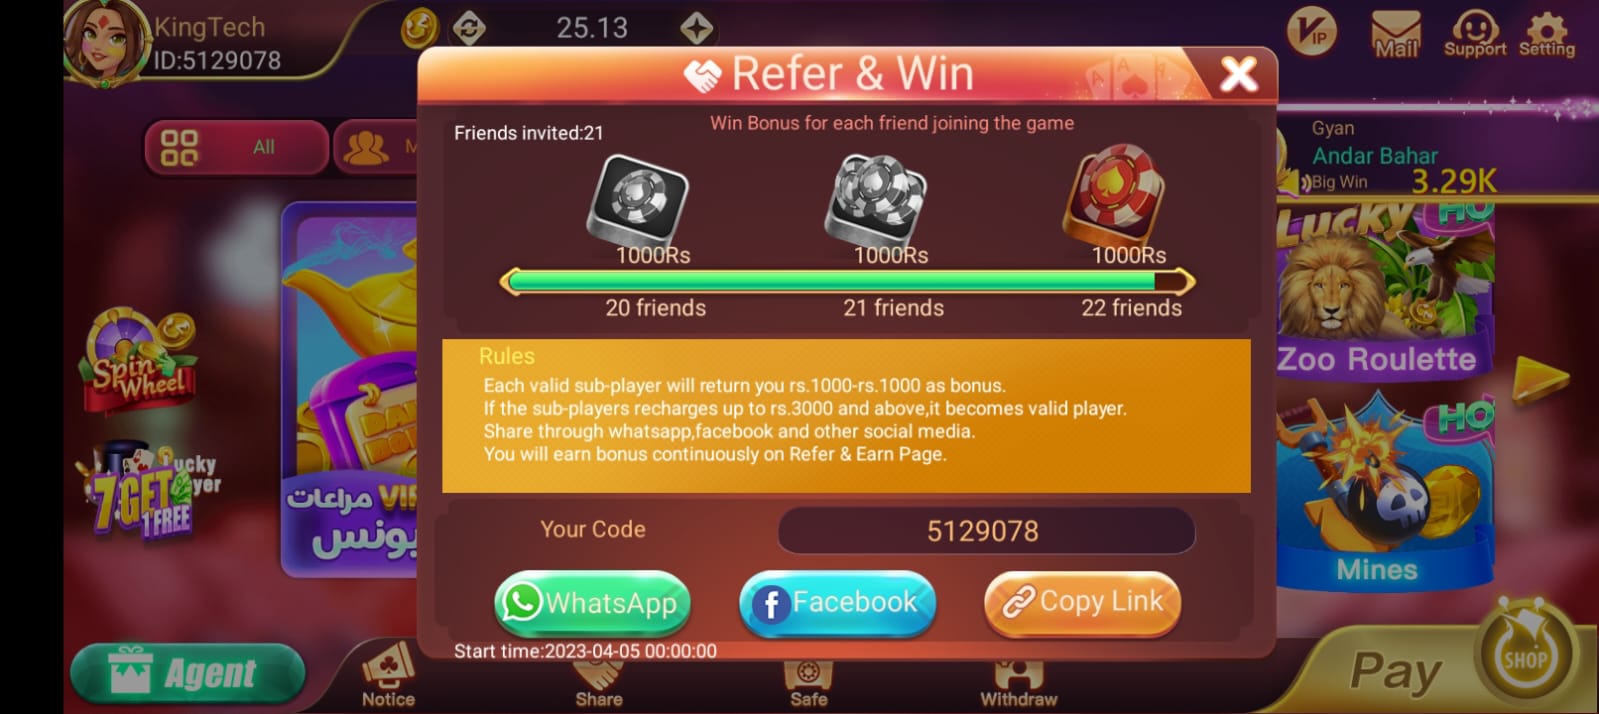 KingTech
ID:5129078
25.13
VIP
Mail
Support
Setting
Refer & Win
Friends invited:21
Win Bonus for each friend joining the game
All
M
Gyan
Andar Bahar
Big Win
3.29K
1000Rs
1000Rs
1000Rs
20 friends
21 friends
22 friends
Rules
Each valid sub-player will return you rs.1000-rs.1000 as bonus.
If the sub-players recharges up to rs.3000 and above,it becomes valid player.
Share through whatsapp,facebook and other social media.
You will earn bonus continuously on Refer & Earn Page.
Spin
Wheel
7 GET
1 FREE
مراعات VIP
بونس
LUCKY
HO
Zoo Roulette
HO
Mines
Your Code
5129078
WhatsApp
Facebook
Copy Link
Start time:2023-04-05 00:00:00
Agent
Notice
Share
Safe
Withdraw
Pay
SHOP